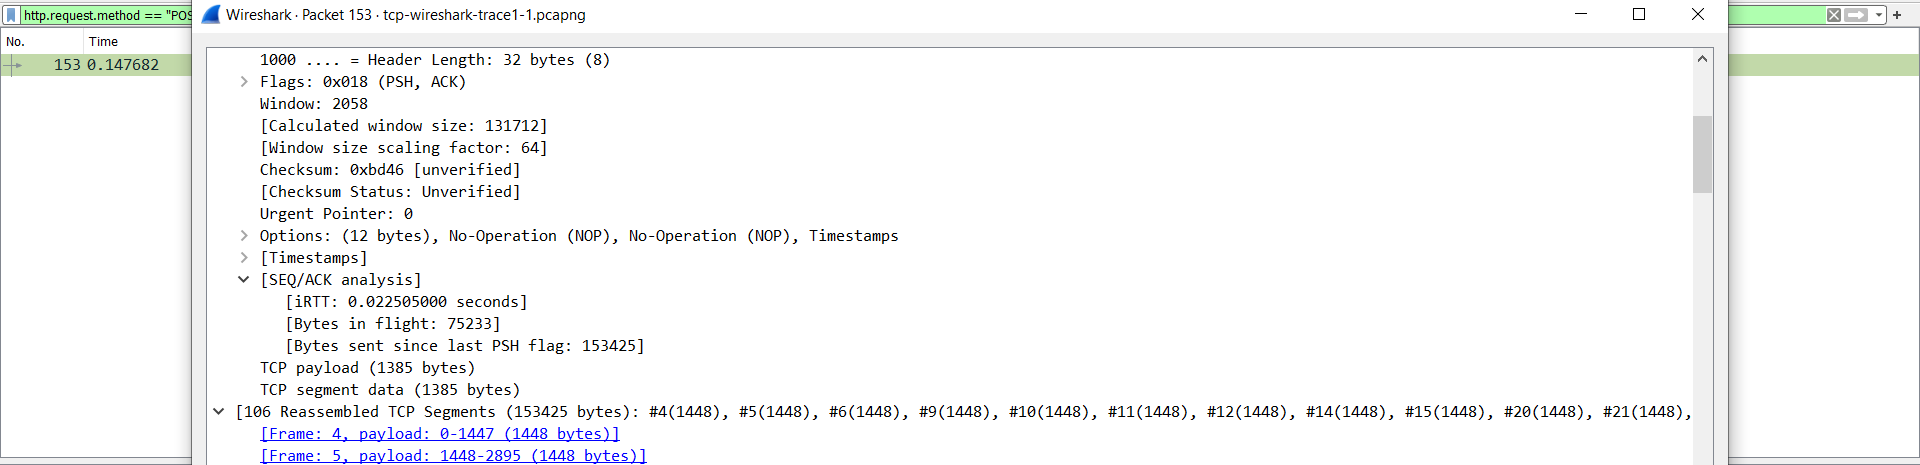 http.request.method == "POS
Wireshark · Packet 153 · tcp-wireshark-trace1-1.pcapng
No. Time
153 0.147682
1000 .... = Header Length: 32 bytes (8)
Flags: 0x018 (PSH, ACK)
Window: 2058
[Calculated window size: 131712]
[Window size scaling factor: 64]
Checksum: 0xbd46 [unverified]
[Checksum Status: Unverified]
Urgent Pointer: 0
Options: (12 bytes), No-Operation (NOP), No-Operation (NOP), Timestamps
[Timestamps]
[SEQ/ACK analysis]
[iRTT: 0.022505000 seconds]
[Bytes in flight: 75233]
[Bytes sent since last PSH flag: 153425]
TCP payload (1385 bytes)
TCP segment data (1385 bytes)
[106 Reassembled TCP Segments (153425 bytes): #4(1448), #5(1448), #6(1448), #9(1448), #10(1448), #11(1448), #12(1448), #14(1448), #15(1448), #20(1448), #21(1448),
[Frame: 4, payload: 0-1447 (1448 bytes)]
[Frame: 5, payload: 1448-2895 (1448 bytes)]